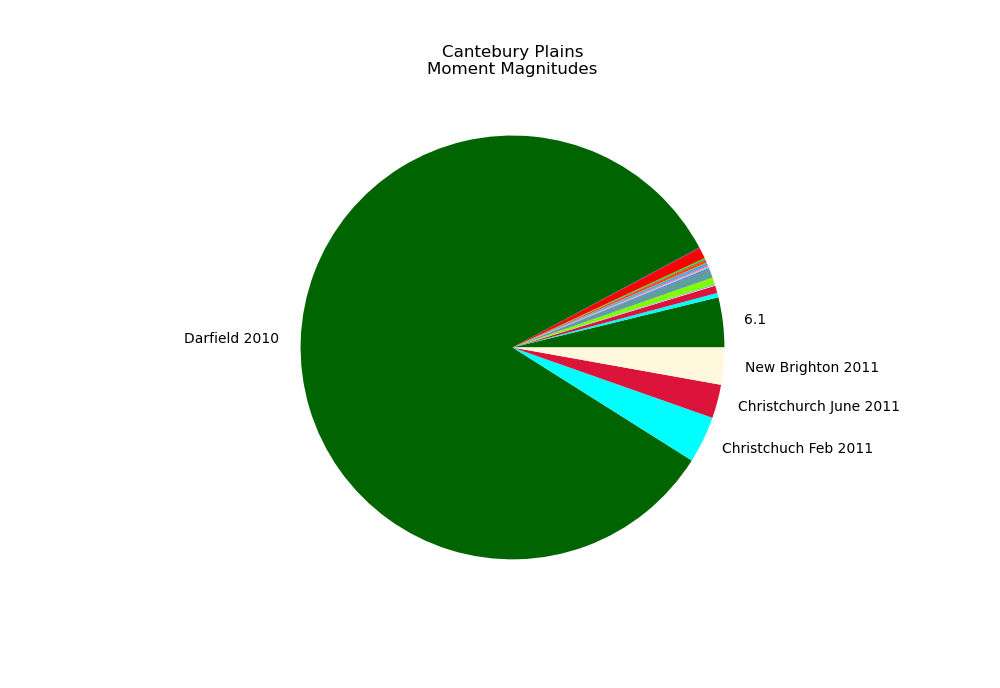 Cantebury Plains
Moment Magnitudes
6.1
Darfield 2010
New Brighton 2011
Christchurch June 2011
Christchuch Feb 2011